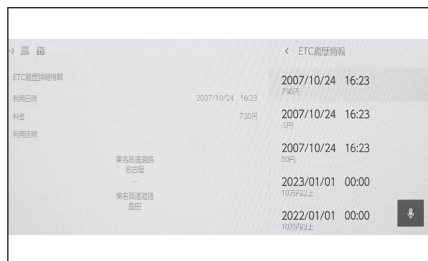 ETC履歴詳細情報
利用日時 2007/10/24 16:23
料金 730円
利用区間
東名高速道路
名古屋
～
東名高速道路
豊田
ETC履歴情報
2007/10/24 16:23
730円
2007/10/24 16:23
2007/10/24 16:23
80円
2023/01/01 00:00
10万円以上
2022/01/01 00:00
10万円以上